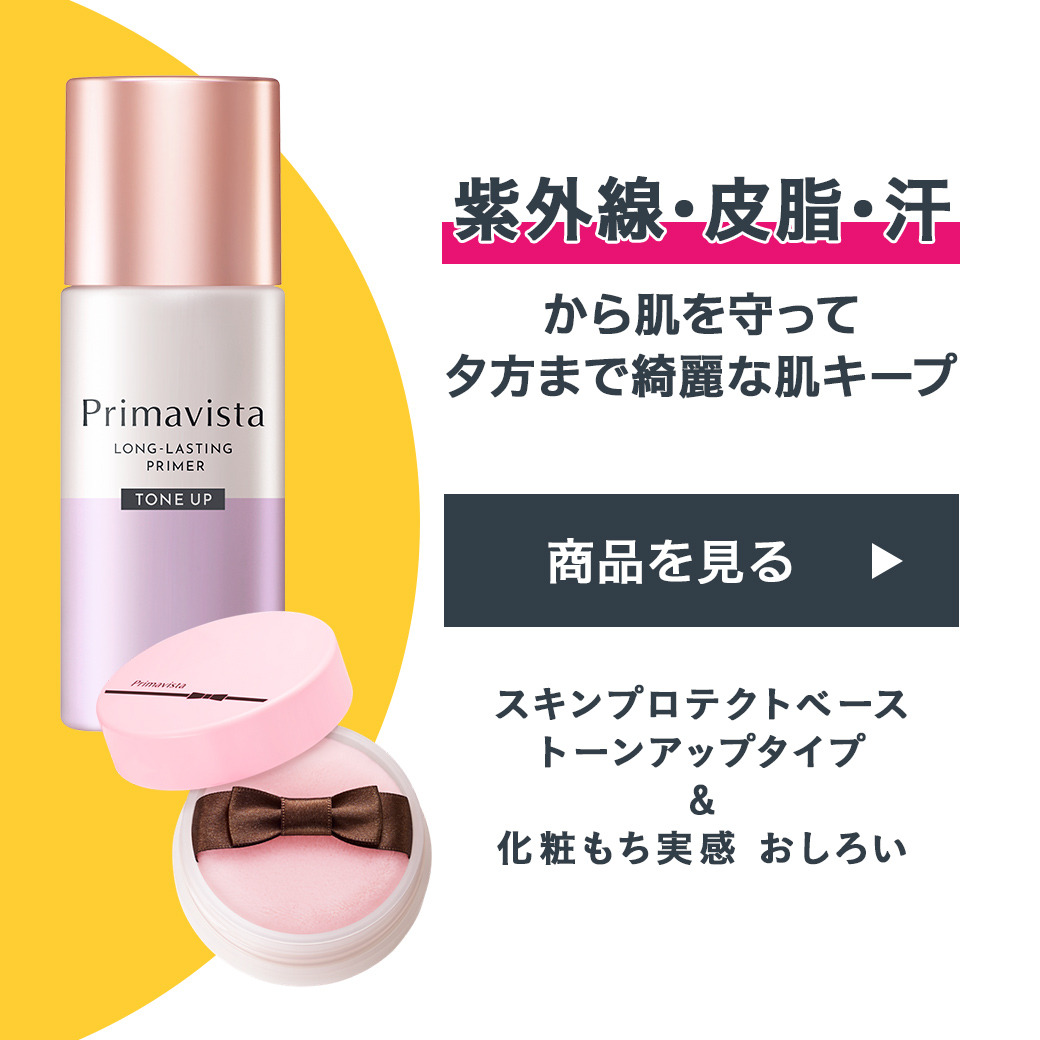 Primavista
LONG-LASTING
PRIMER
TONE UP
Primavista
紫外線・皮脂・汗
から肌を守って
夕方まで綺麗な肌キープ
商品を見る
スキンプロテクトベース
トーンアップタイプ
&
化粧もち実感 おしろい